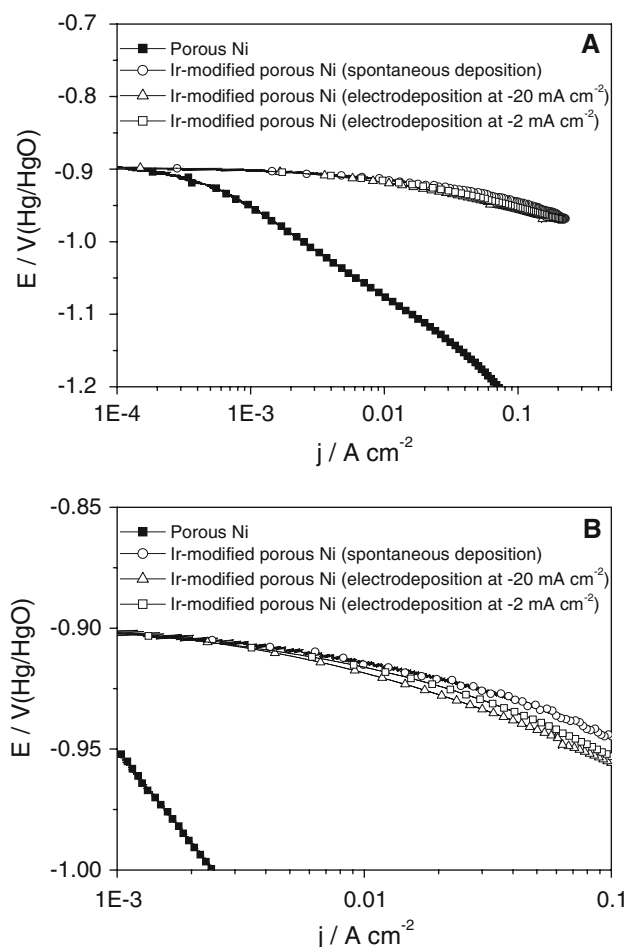 A
Porous Ni
Ir-modified porous Ni (spontaneous deposition)
Ir-modified porous Ni (electrodeposition at -20 mA cm⁻²)
Ir-modified porous Ni (electrodeposition at -2 mA cm⁻²)
-0.7
-0.8
-0.9
-1.0
-1.1
-1.2
E / V(Hg/HgO)
1E-4
1E-3
0.01
0.1
j / A cm⁻²
B
Porous Ni
Ir-modified porous Ni (spontaneous deposition)
Ir-modified porous Ni (electrodeposition at -20 mA cm⁻²)
Ir-modified porous Ni (electrodeposition at -2 mA cm⁻²)
-0.85
-0.90
-0.95
-1.00
E / V(Hg/HgO)
1E-3
0.01
0.1
j / A cm⁻²